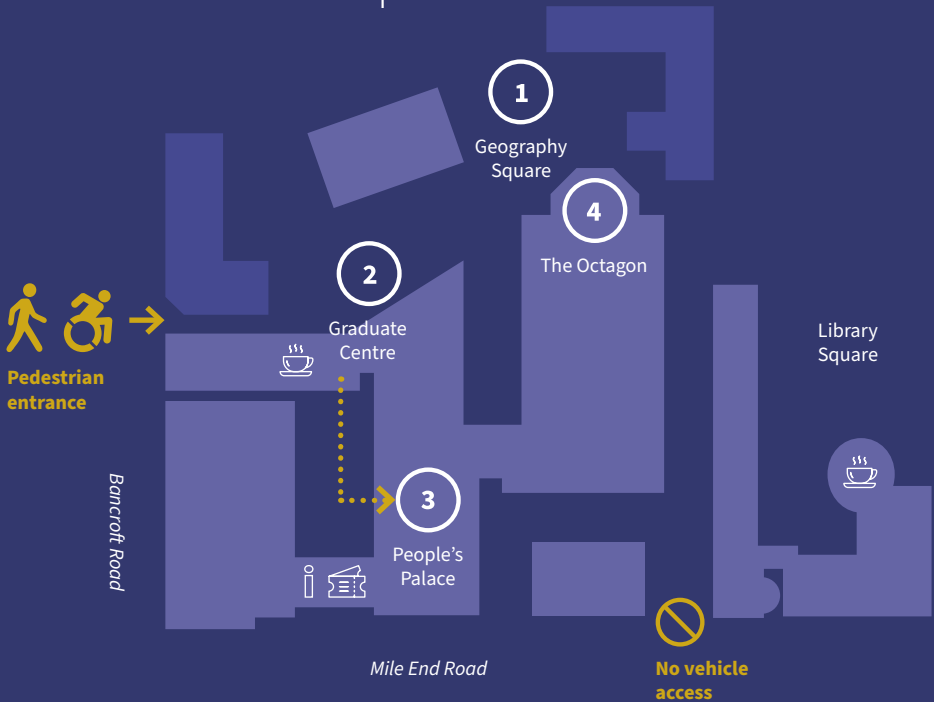 1
Geography
Square
4
The Octagon
2
Graduate
Centre
Library
Square
Pedestrian
entrance
Bancroft Road
3
People’s
Palace
Mile End Road
No vehicle
access